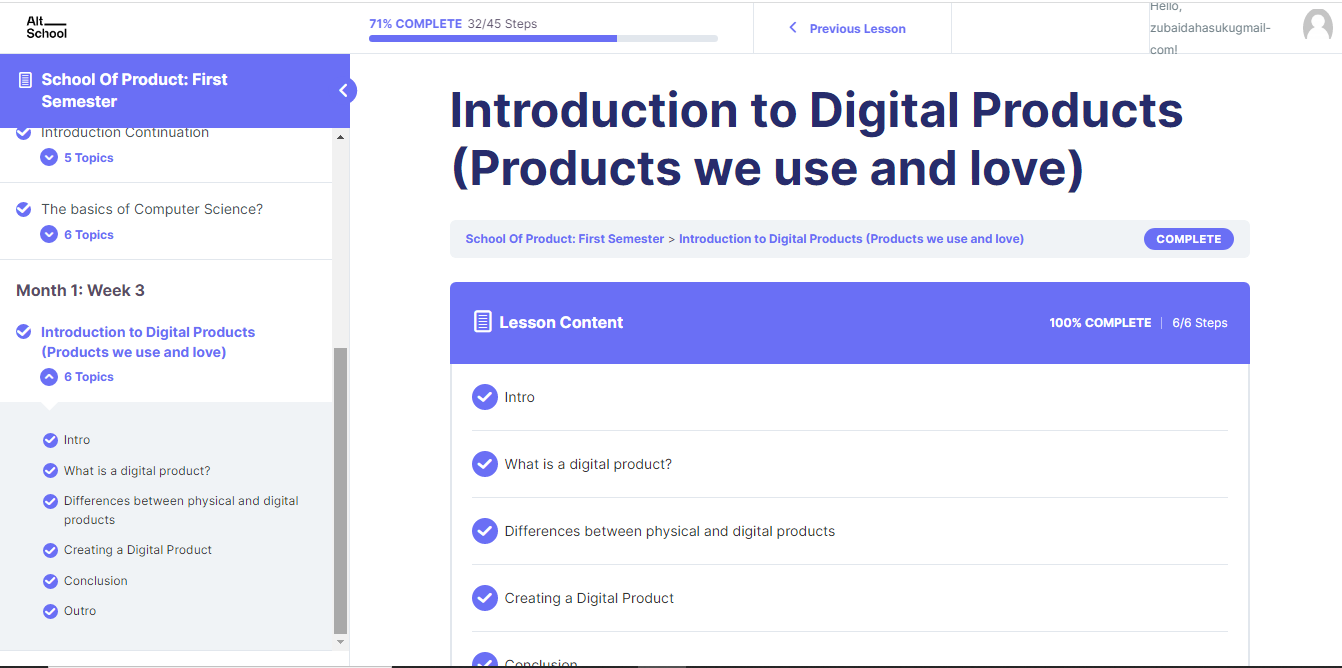 Alt
School
71% COMPLETE 32/45 Steps
Previous Lesson
Hello,
zubaidahasukugmail-
com!
School Of Product: First
Semester
Introduction Continuation
5 Topics
The basics of Computer Science?
6 Topics
Month 1: Week 3
Introduction to Digital Products
(Products we use and love)
6 Topics
Intro
What is a digital product?
Differences between physical and digital
products
Creating a Digital Product
Conclusion
Outro
Introduction to Digital Products
(Products we use and love)
School Of Product: First Semester > Introduction to Digital Products (Products we use and love)
COMPLETE
Lesson Content
100% COMPLETE | 6/6 Steps
Intro
What is a digital product?
Differences between physical and digital products
Creating a Digital Product
Conclusion